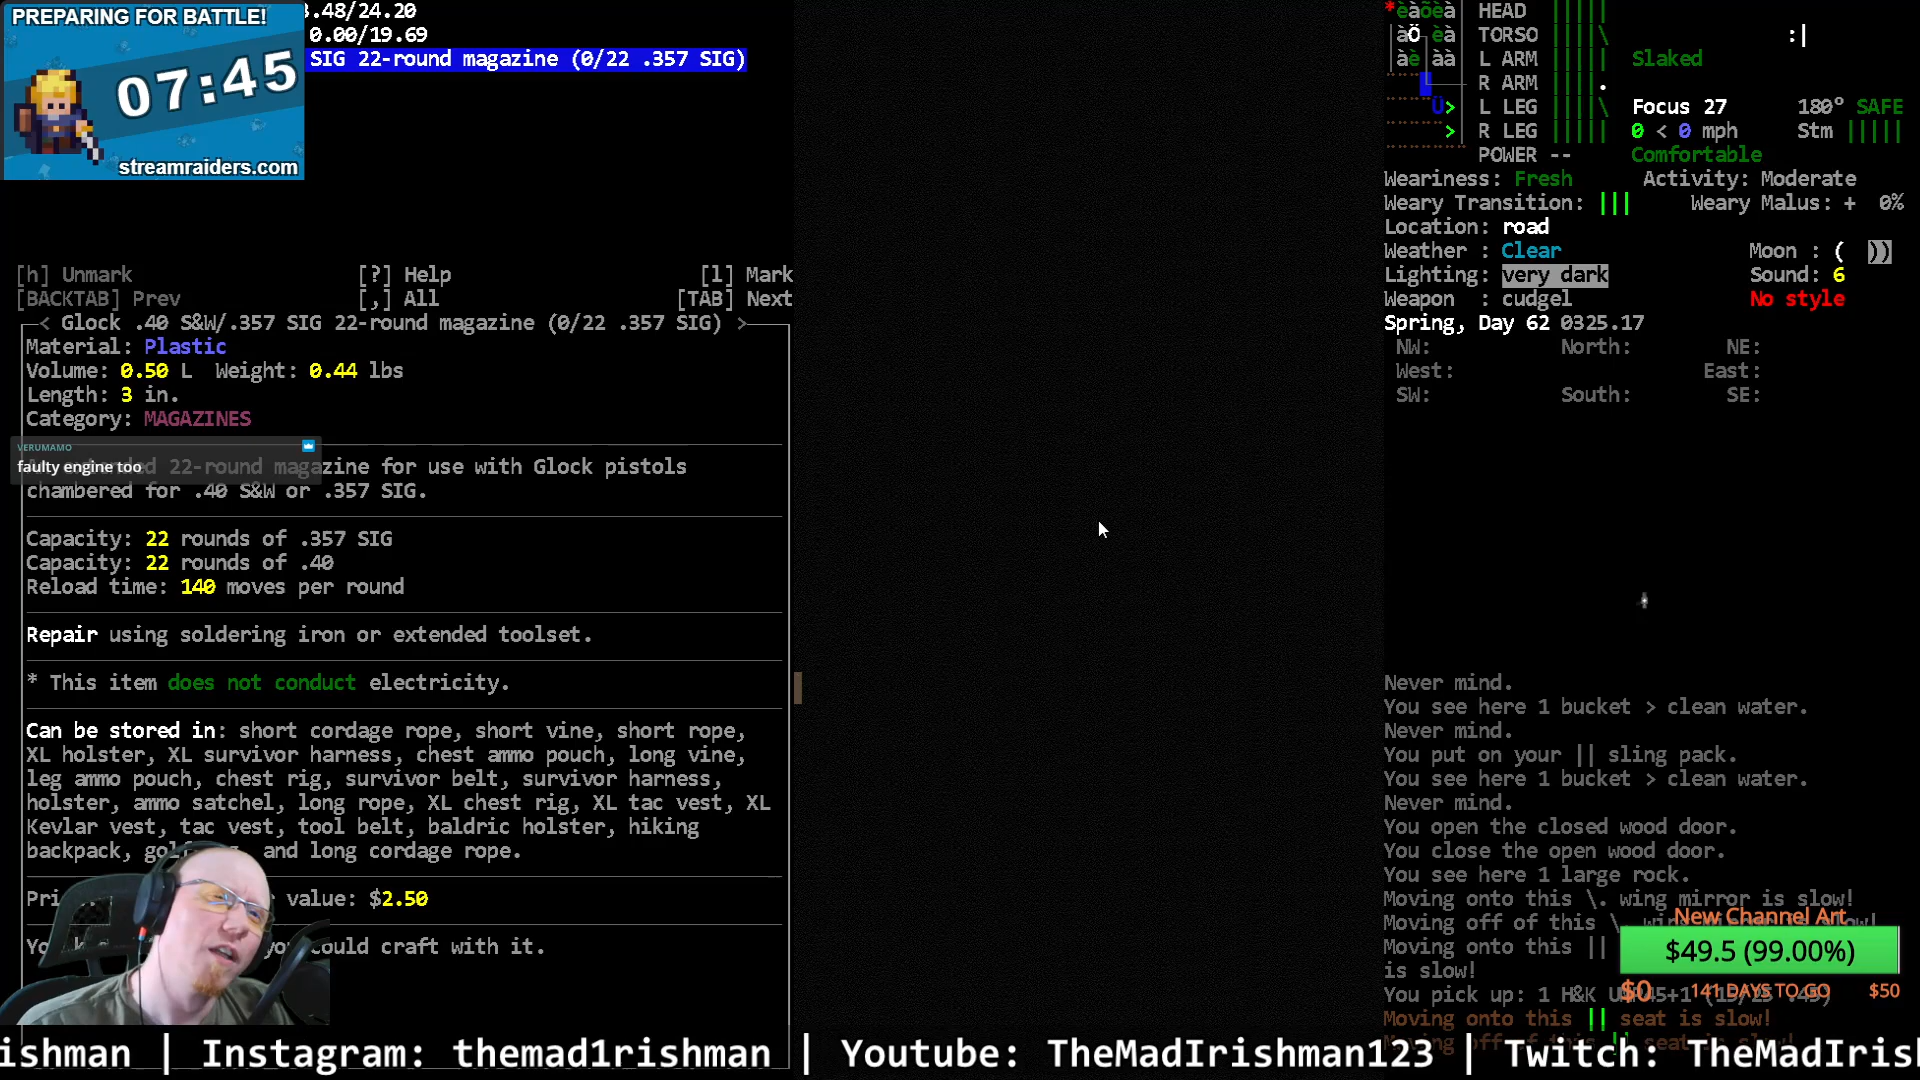 PREPARING FOR BATTLE!
07:45
streamraiders.com
.48/24.20
0.00/19.69
SIG 22-round magazine (0/22 .357 SIG)
[h] Unmark [?] Help [l] Mark
[BACKTAB] Prev [,] All [TAB] Next
< Glock .40 S&W/.357 SIG 22-round magazine (0/22 .357 SIG) >
Material: Plastic
Volume: 0.50 L Weight: 0.44 lbs
Length: 3 in.
Category: MAGAZINES
VERUMAMO
faulty engine too
22-round magazine for use with Glock pistols
chambered for .40 S&W or .357 SIG.
Capacity: 22 rounds of .357 SIG
Capacity: 22 rounds of .40
Reload time: 140 moves per round
Repair using soldering iron or extended toolset.
* This item does not conduct electricity.
Can be stored in: short cordage rope, short vine, short rope,
XL holster, XL survivor harness, chest ammo pouch, long vine,
leg ammo pouch, chest rig, survivor belt, survivor harness,
holster, ammo satchel, long rope, XL chest rig, XL tac vest, XL
Kevlar vest, tac vest, tool belt, baldric holster, hiking
backpack, and long cordage rope.
value: $2.50
could craft with it.
HEAD |||||
TORSO ||||\ :|
L ARM ||||| Slaked
R ARM ||||.
L LEG ||||\ Focus 27 180° SAFE
R LEG ||||| 0 < 0 mph Stm |||||
POWER -- Comfortable
Weariness: Fresh Activity: Moderate
Weary Transition: ||| Weary Malus: + 0%
Location: road
Weather : Clear Moon : ( ))
Lighting: very dark Sound: 6
Weapon : cudgel No style
Spring, Day 62 0325.17
NW: North: NE:
West: East:
SW: South: SE:
Never mind.
You see here 1 bucket > clean water.
Never mind.
You put on your || sling pack.
You see here 1 bucket > clean water.
Never mind.
You open the closed wood door.
You close the open wood door.
You see here 1 large rock.
Moving onto this \. wing mirror is slow!
Moving off of this
Moving onto this ||
is slow!
You pick up: 1 H&K
Moving onto this || seat is slow!
New Channel Art
$49.5 (99.00%)
$0 141 DAYS TO GO $50
ishman | Instagram: themad1rishman | Youtube: TheMadIrishman123 | Twitch: TheMadIris